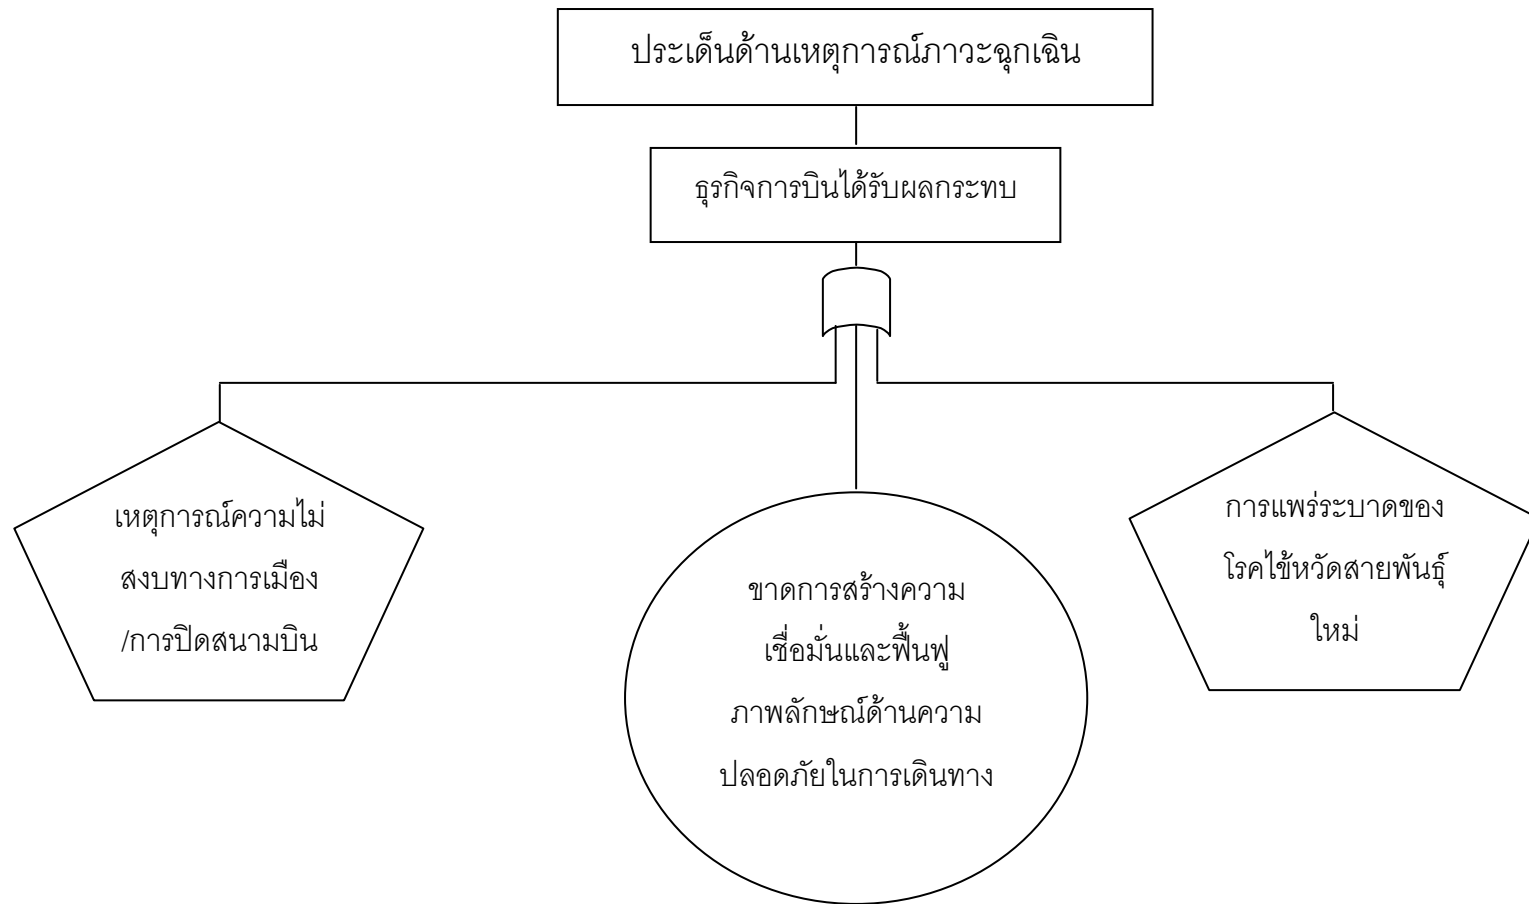 ประเด็นด้านเหตุการณ์ภาวะฉุกเฉิน
ธุรกิจการบินได้รับผลกระทบ
เหตุการณ์ความไม่
สงบทางการเมือง
/การปิดสนามบิน
ขาดการสร้างความ
เชื่อมั่นและฟื้นฟู
ภาพลักษณ์ด้านความ
ปลอดภัยในการเดินทาง
การแพร่ระบาดของ
โรคไข้หวัดสายพันธุ์
ใหม่